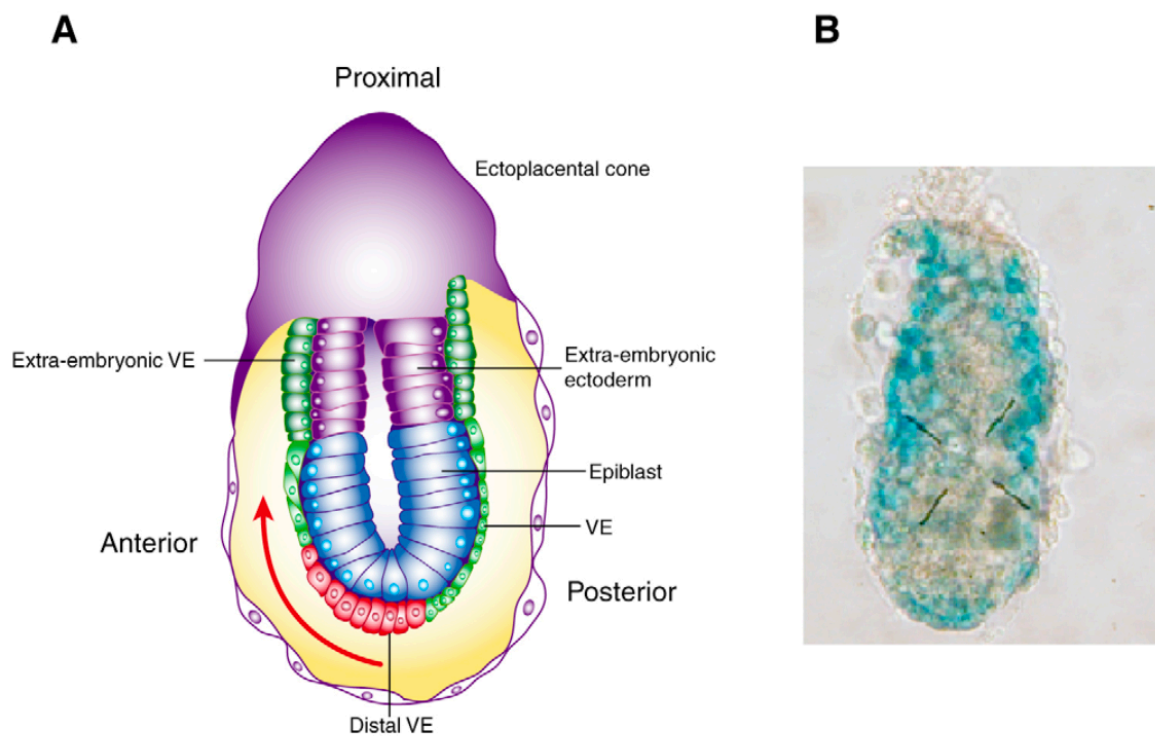 A
B
Proximal
Ectoplacental cone
Extra-embryonic VE
Extra-embryonic
ectoderm
Epiblast
VE
Anterior
Posterior
Distal VE